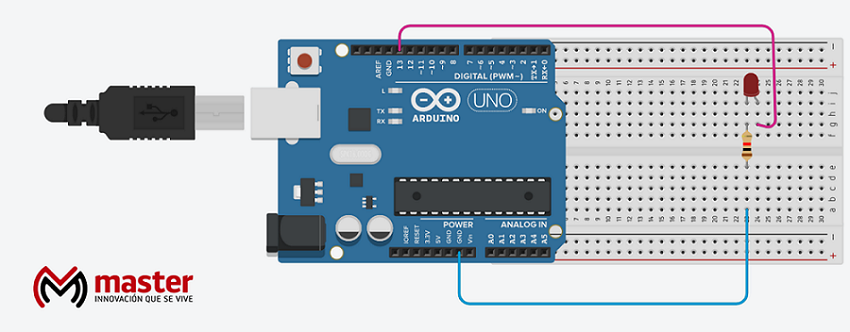 AREF
GND
13
12
~11
~10
~9
8
7
~6
~5
4
~3
2
TX→1
RX←0
DIGITAL (PWM~)
L
TX
RX
UNO
ON
ARDUINO
POWER
ANALOG IN
IOREF
RESET
3.3V
5V
GND
GND
Vin
A0
A1
A2
A3
A4
A5
j
i
h
g
f
e
d
c
b
a
master
INNOVACIÓN QUE SE VIVE